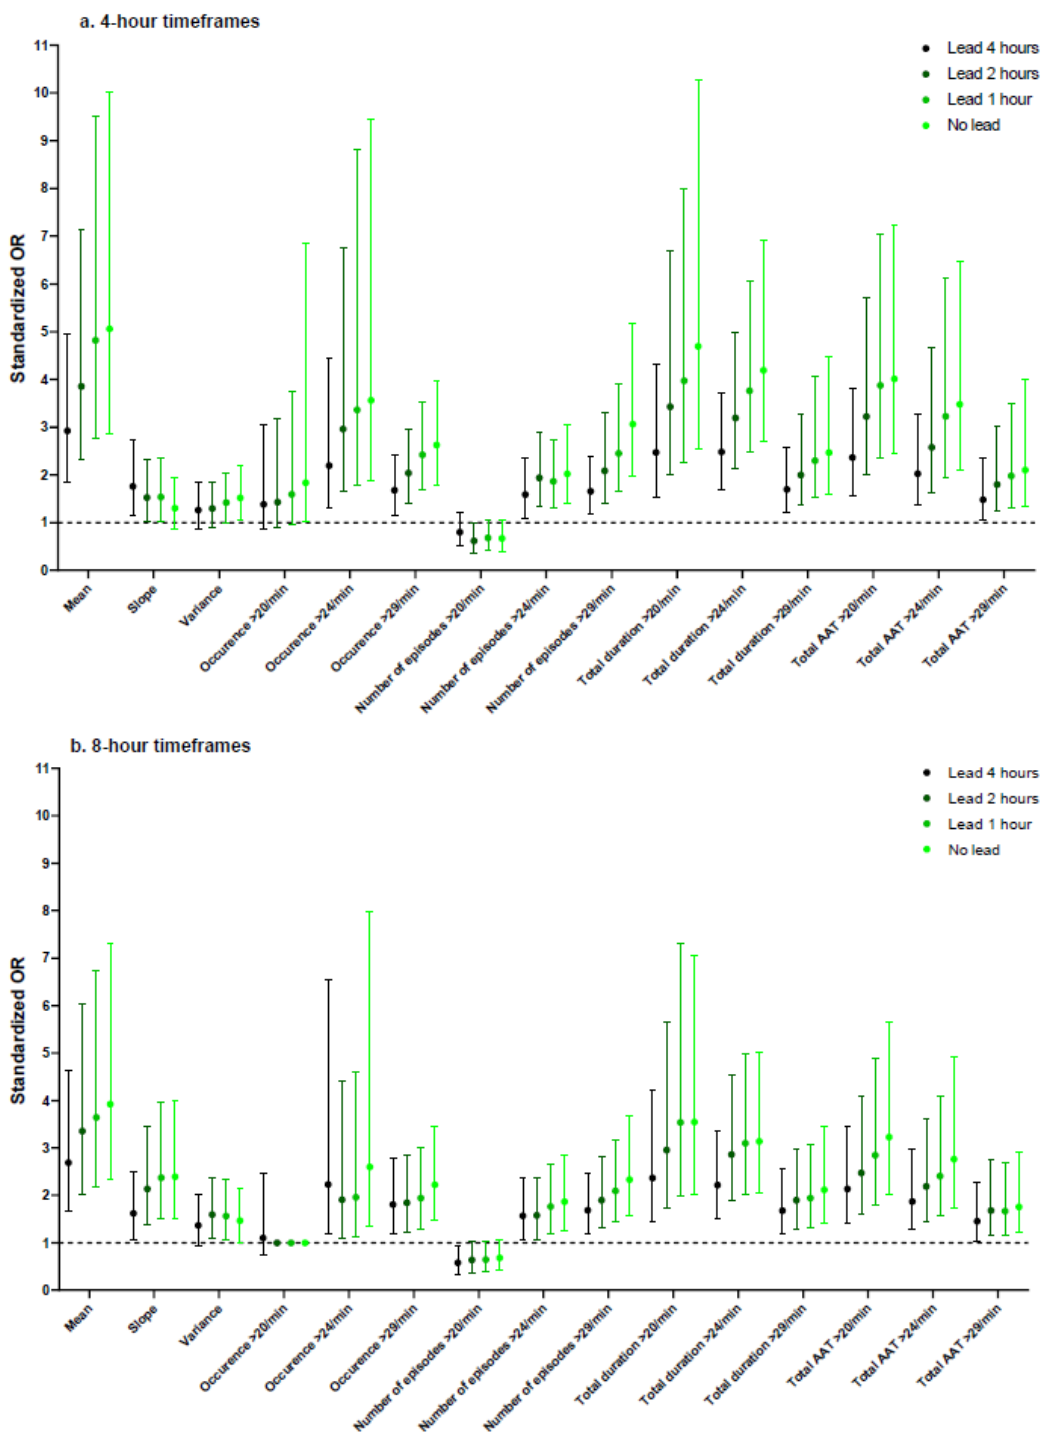 a. 4-hour timeframes
Lead 4 hours
Lead 2 hours
Lead 1 hour
No lead
Standardized OR
11
10
9
8
7
6
5
4
3
2
1
0
Mean
Slope
Variance
Occurence >20/min
Occurence >24/min
Occurence >29/min
Number of episodes >20/min
Number of episodes >24/min
Number of episodes >29/min
Total duration >20/min
Total duration >24/min
Total duration >29/min
Total AAT >20/min
Total AAT >24/min
Total AAT >29/min
b. 8-hour timeframes
Lead 4 hours
Lead 2 hours
Lead 1 hour
No lead
Standardized OR
11
10
9
8
7
6
5
4
3
2
1
0
Mean
Slope
Variance
Occurence >20/min
Occurence >24/min
Occurence >29/min
Number of episodes >20/min
Number of episodes >24/min
Number of episodes >29/min
Total duration >20/min
Total duration >24/min
Total duration >29/min
Total AAT >20/min
Total AAT >24/min
Total AAT >29/min